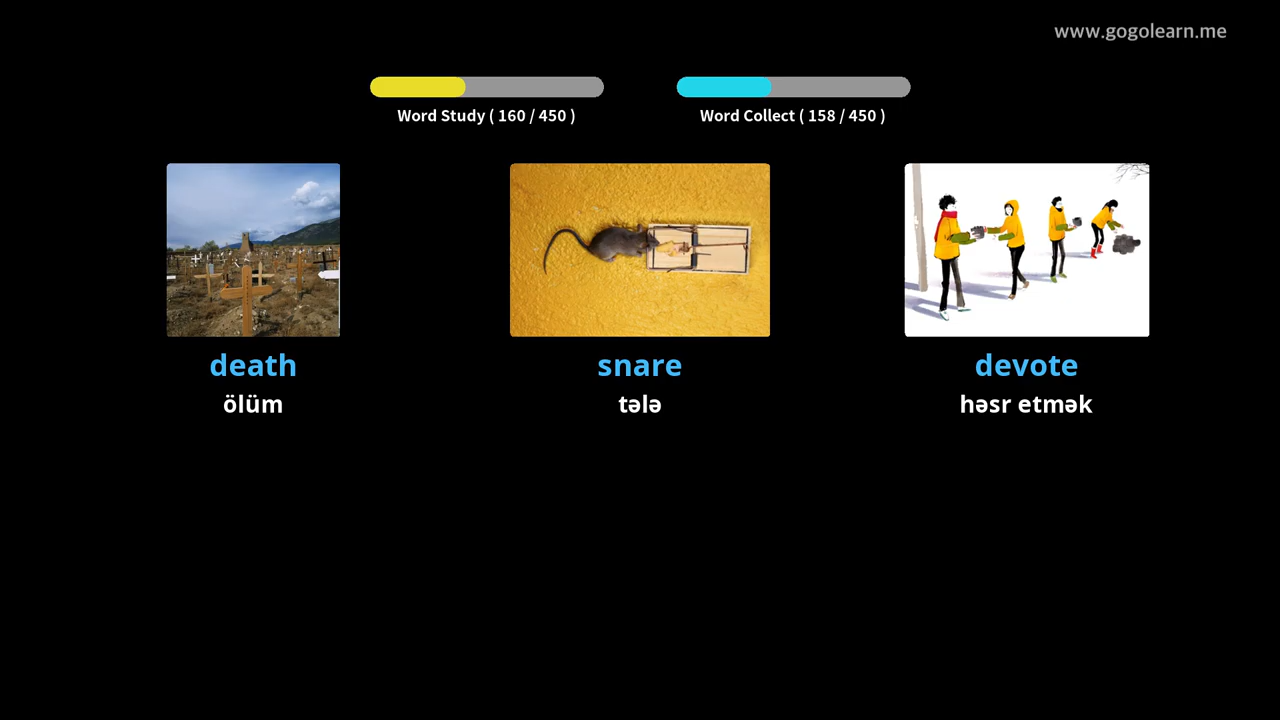 www.gogolearn.me
Word Study ( 160 / 450 )
Word Collect ( 158 / 450 )
death
ölüm
snare
tələ
devote
həsr etmək